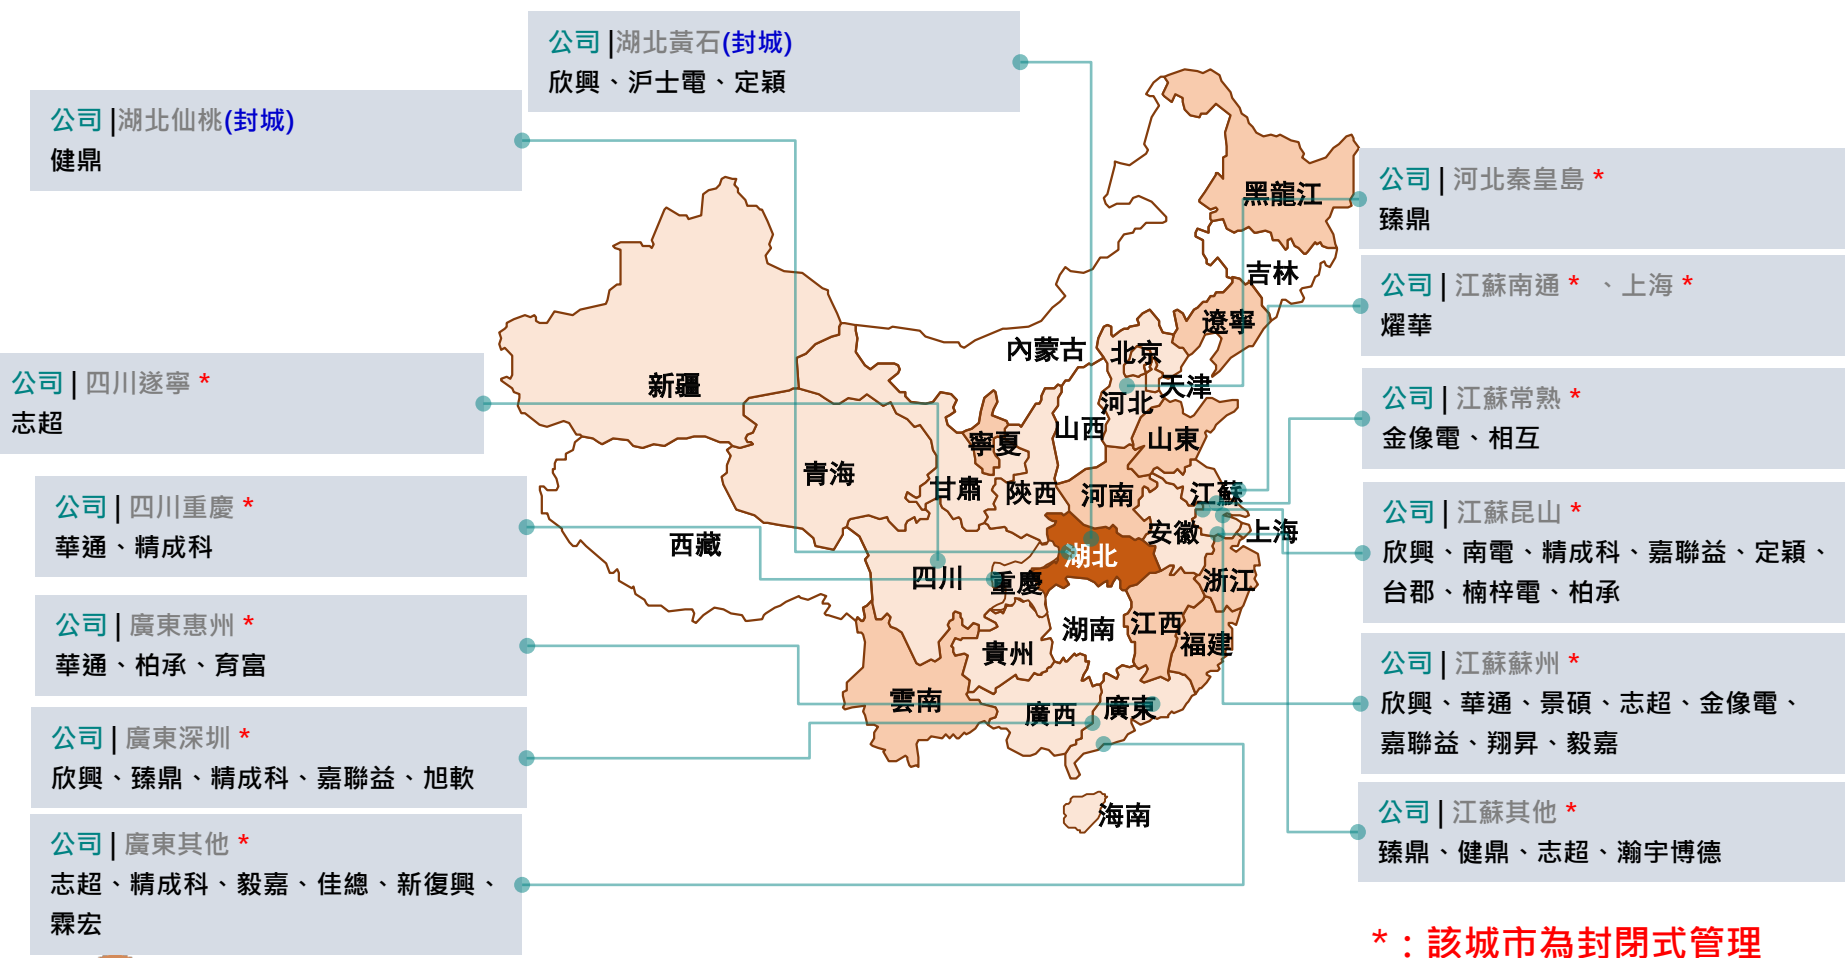 公司 |湖北黃石(封城)
欣興、沪士電、定穎
公司 |湖北仙桃(封城)
健鼎
公司 | 四川遂寧 *
志超
公司 | 四川重慶 *
華通、精成科
公司 | 廣東惠州 *
華通、柏承、育富
公司 | 廣東深圳 *
欣興、臻鼎、精成科、嘉聯益、旭軟
公司 | 廣東其他 *
志超、精成科、毅嘉、佳總、新復興、
霖宏
黑龍江
吉林
遼寧
內蒙古
北京
天津
新疆
河北
山西
山東
寧夏
青海
甘肅
陝西
河南
江蘇
西藏
安徽
上海
湖北
四川
重慶
浙江
湖南
江西
福建
貴州
雲南
廣西
廣東
海南
公司 | 河北秦皇島 *
臻鼎
公司 | 江蘇南通 * 、上海 *
燿華
公司 | 江蘇常熟 *
金像電、相互
公司 | 江蘇昆山 *
欣興、南電、精成科、嘉聯益、定穎、
台郡、楠梓電、柏承
公司 | 江蘇蘇州 *
欣興、華通、景碩、志超、金像電、
嘉聯益、翔昇、毅嘉
公司 | 江蘇其他 *
臻鼎、健鼎、志超、瀚宇博德
*：該城市為封閉式管理